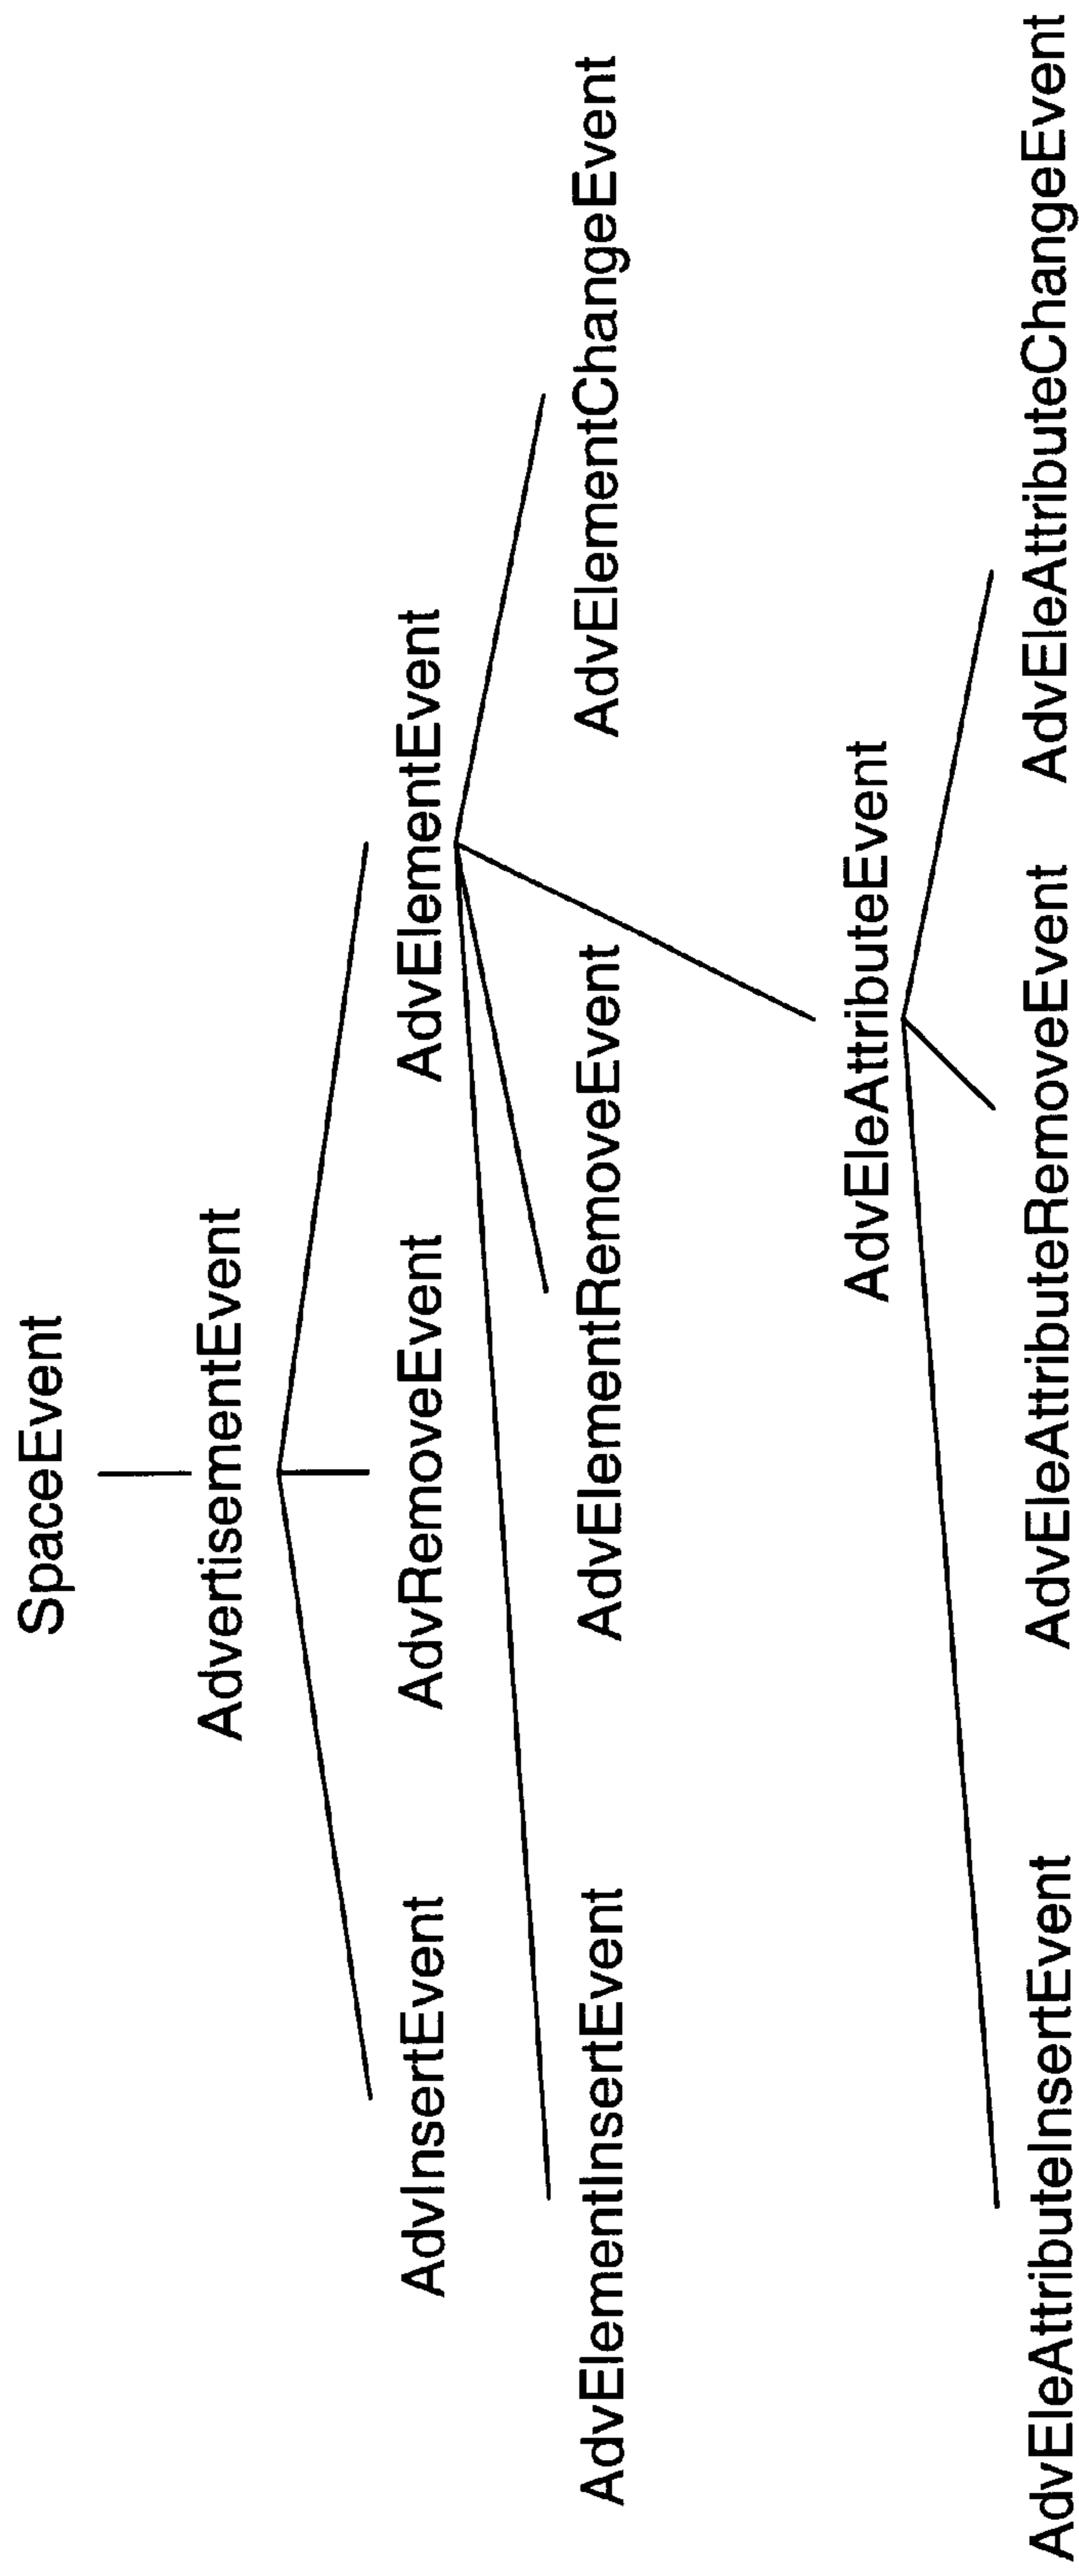 SpaceEvent
AdvertisementEvent
AdvInsertEvent
AdvRemoveEvent
AdvElementEvent
AdvElementInsertEvent
AdvElementRemoveEvent
AdvElementChangeEvent
AdvEleAttributeEvent
AdvEleAttributeInsertEvent
AdvEleAttributeRemoveEvent
AdvEleAttributeChangeEvent